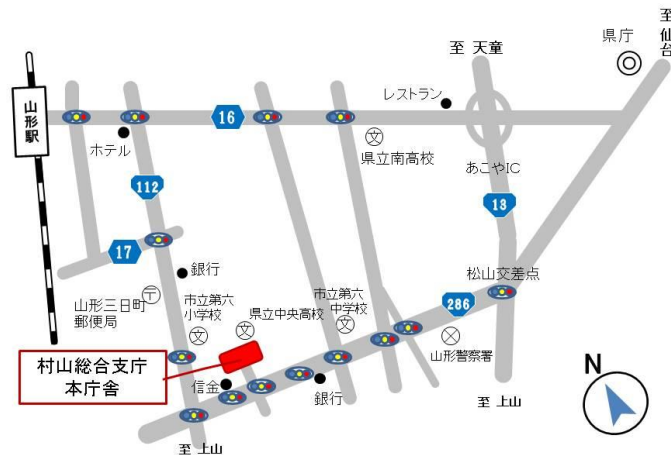 至 仙台
県庁
至 天童
レストラン
山形駅
16
ホテル
県立南高校
あこやIC
112
13
17
松山交差点
銀行
286
山形三日町
郵便局
市立第六
小学校
県立中央高校
市立第六
中学校
山形警察署
村山総合支庁
本庁舎
信金
銀行
N
至 上山
至 上山
文
文
文
文
〒